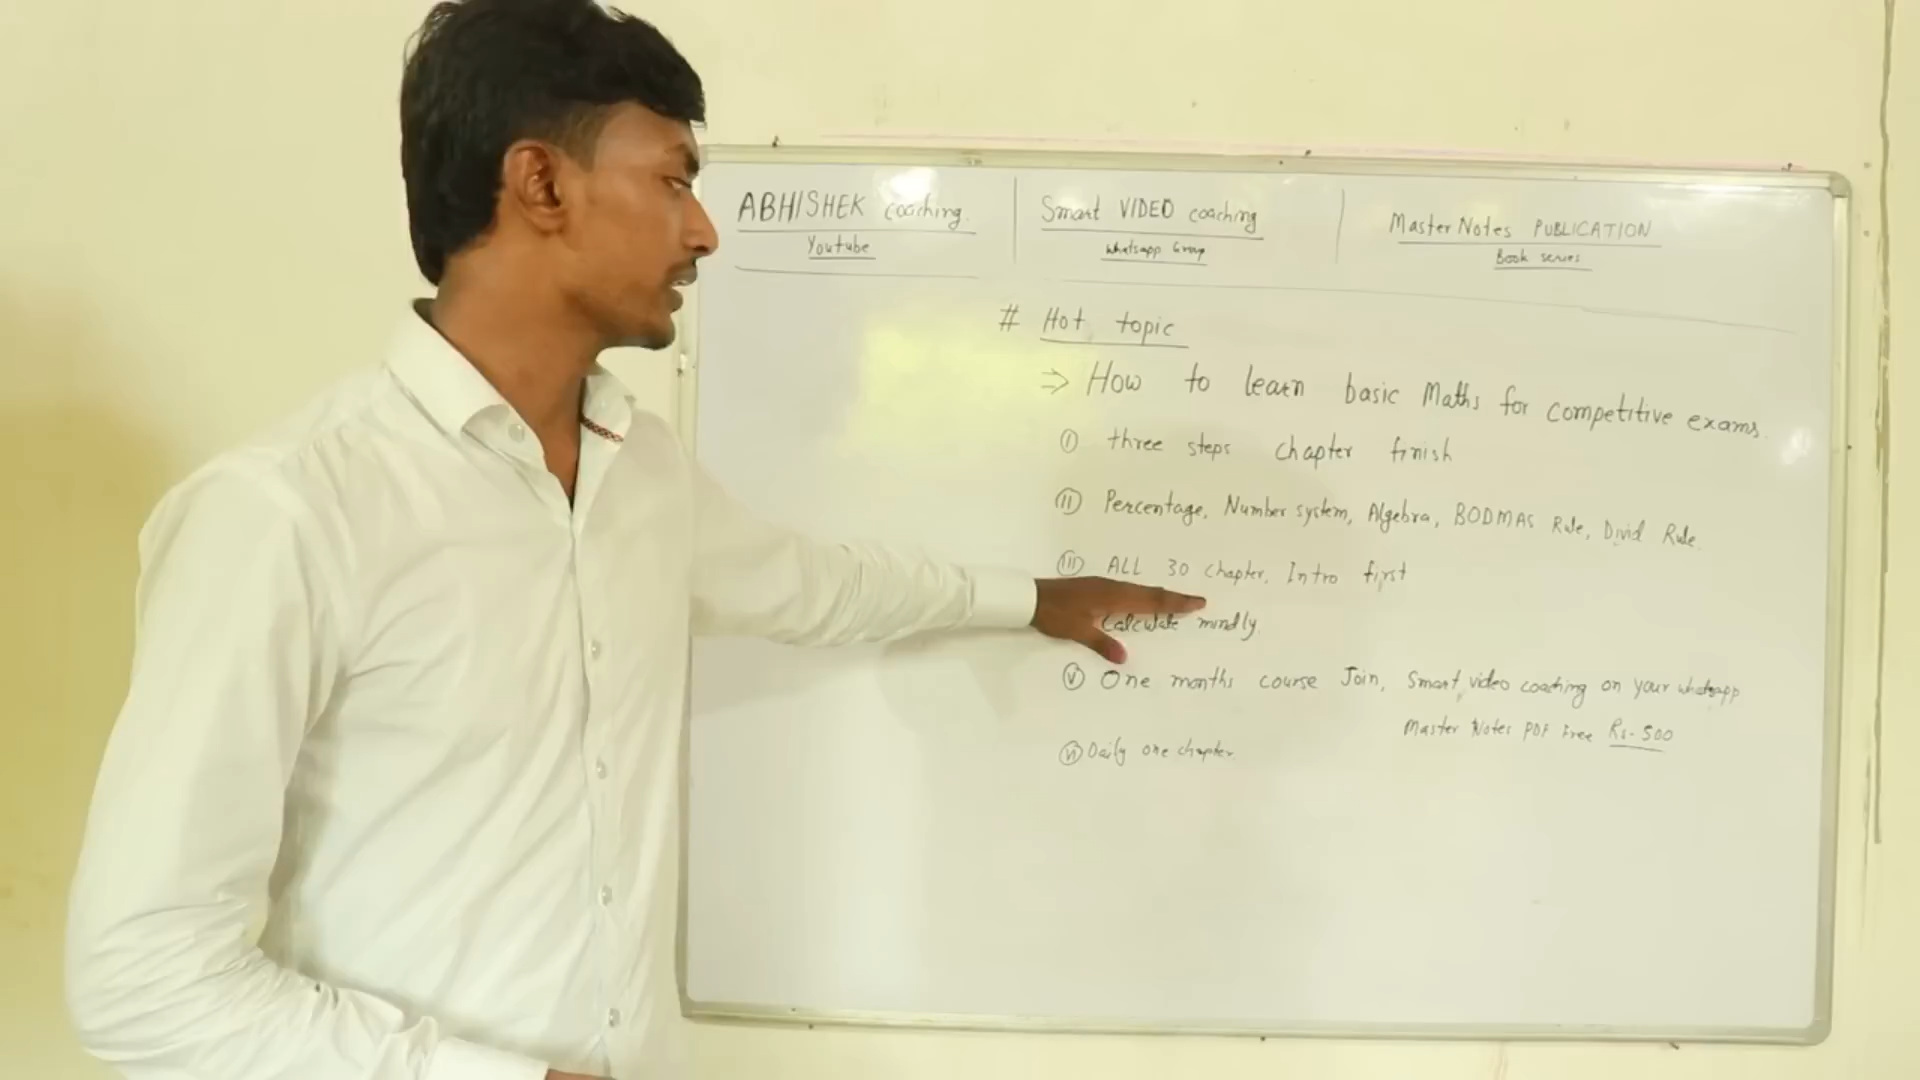 ABHISHEK coaching.
Youtube
Smart VIDEO coaching
Whatsapp Group
Master Notes PUBLICATION
Book series
# Hot topic
⇒ How to learn basic Maths for competitive exams.
(I) three steps chapter finish
(II) Percentage, Number system, Algebra, BODMAS Rule, Divid Rule.
(III) ALL 30 chapter, Intro first
Calculate mindly.
(V) One months course Join, Smart video coaching on your whatsapp
Master Notes PDF Free Rs- 500
(VI) Daily one chapter.